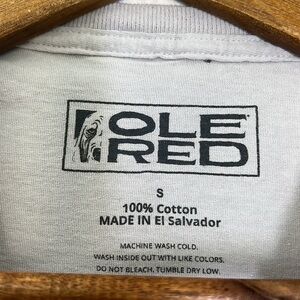 OLE
RED
S
100% Cotton
MADE IN El Salvador
MACHINE WASH COLD.
WASH INSIDE OUT WITH LIKE COLORS.
DO NOT BLEACH. TUMBLE DRY LOW.